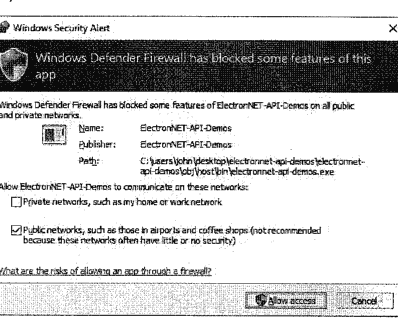 Windows Security Alert
Windows Defender Firewall has blocked some features of this
app
Windows Defender Firewall has blocked some features of ElectronNET-API-Demos on all public
and private networks.
Name: ElectronNET-API-Demos
Publisher: ElectronNET-API-Demos
Path: C:\users\john\desktop\electronnet-api-demos\electronnet-
api-demos\obj\host\bin\electronnet-api-demos.exe
Allow ElectronNET-API-Demos to communicate on these networks:
Private networks, such as my home or work network
Public networks, such as those in airports and coffee shops (not recommended
because these networks often have little or no security)
What are the risks of allowing an app through a firewall?
Allow access Cancel